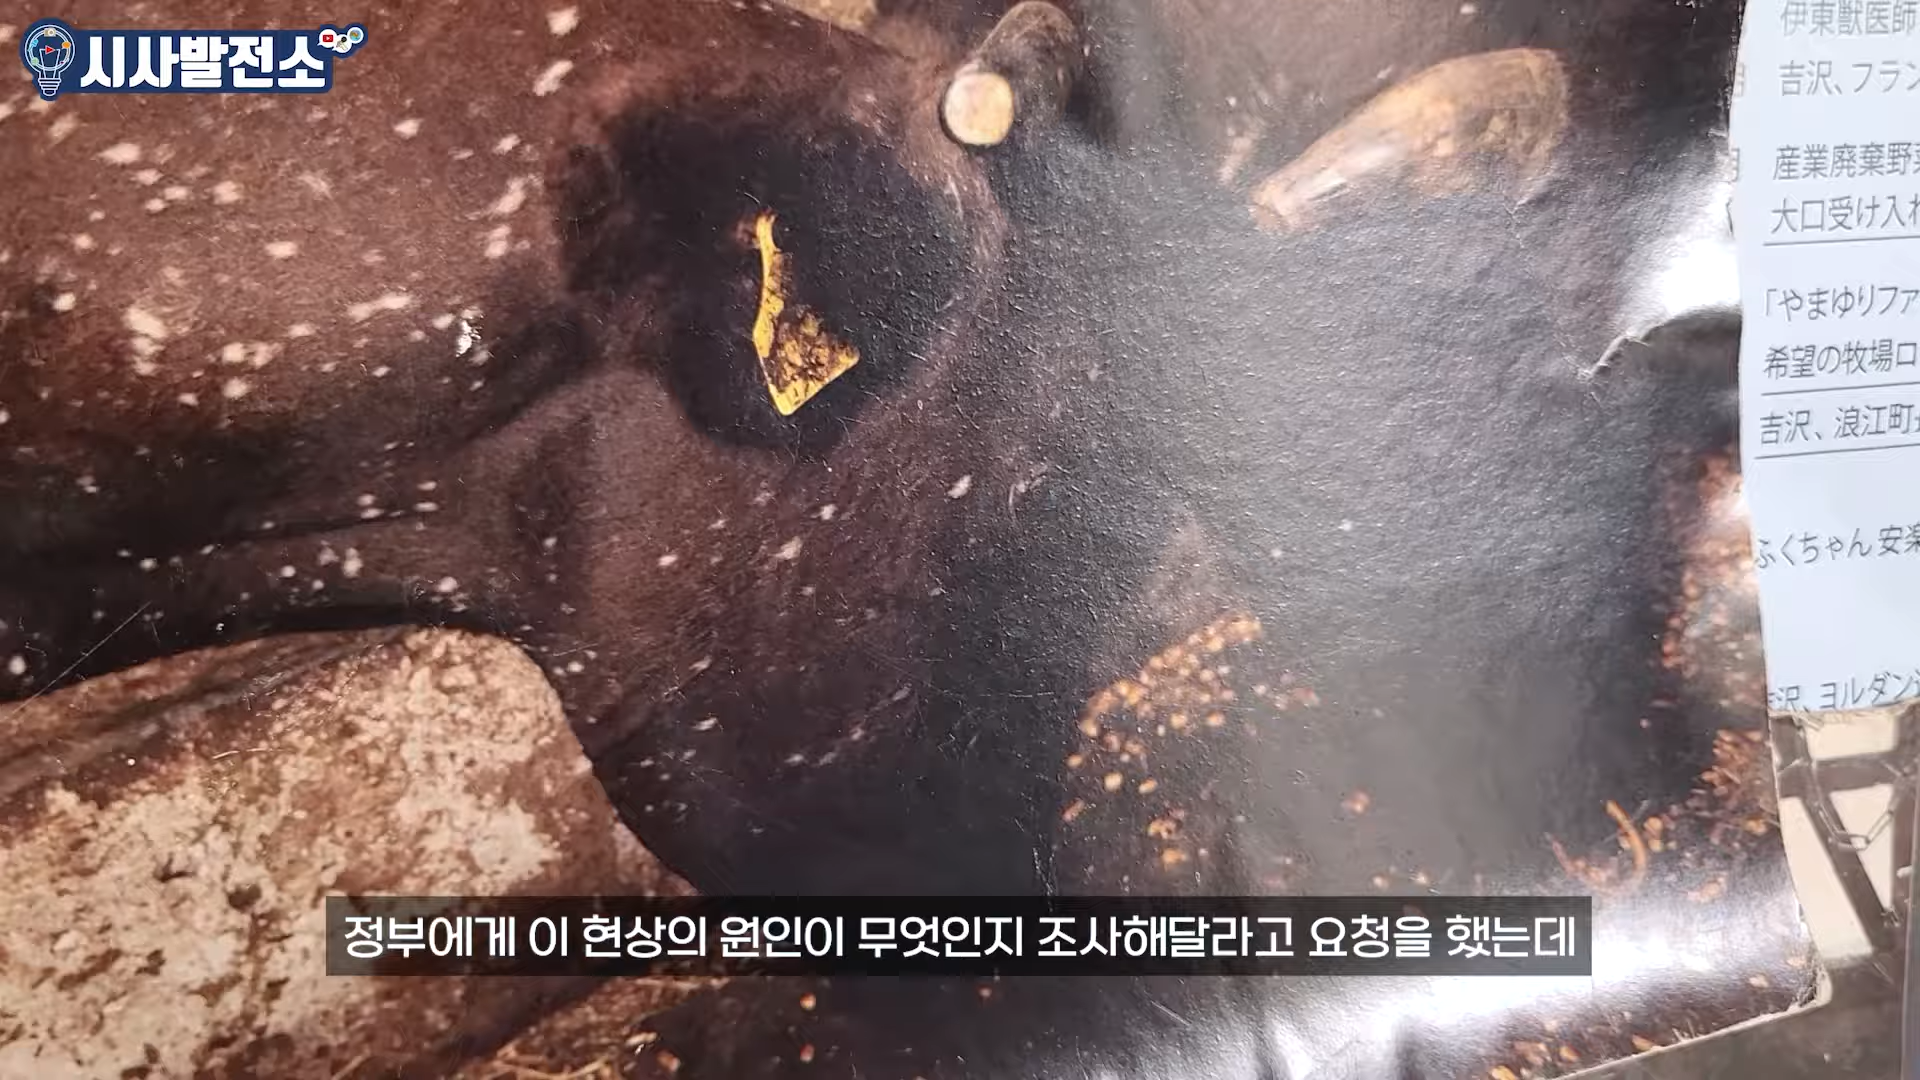 시사발전소
伊東獣医師
吉沢、フラン
産業廃棄野菜
大口受け入れ
「やまゆりファ
希望の牧場ロ
吉沢、浪江町
ふくちゃん 安楽
沢、ヨルダン
정부에게 이 현상의 원인이 무엇인지 조사해달라고 요청을 했는데